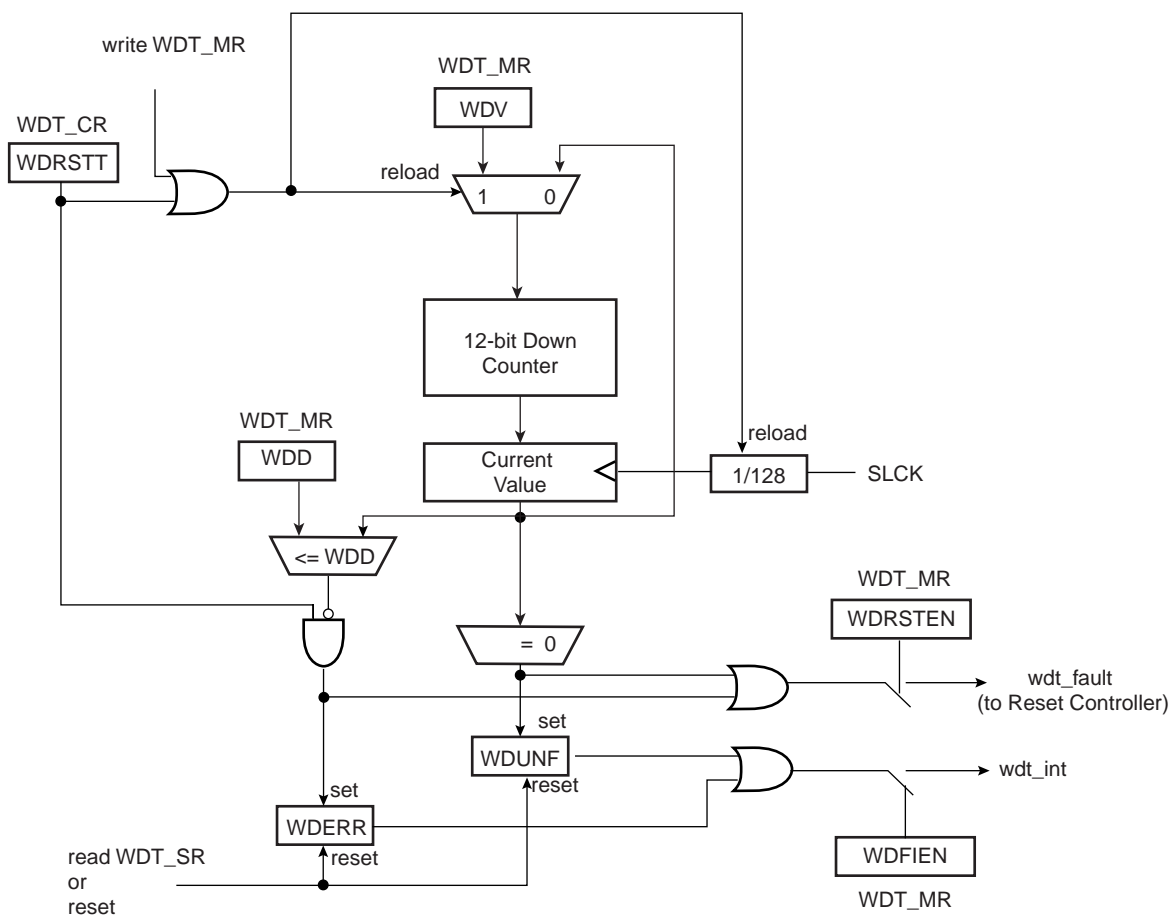 write WDT_MR
WDT_MR
WDV
WDT_CR
WDRSTT
reload
1 0
12-bit Down
Counter
WDT_MR
WDD
reload
Current
Value
1/128
SLCK
<= WDD
WDT_MR
WDRSTEN
= 0
wdt_fault
(to Reset Controller)
set
WDUNF
reset
wdt_int
set
WDERR
reset
read WDT_SR
or
reset
WDFIEN
WDT_MR